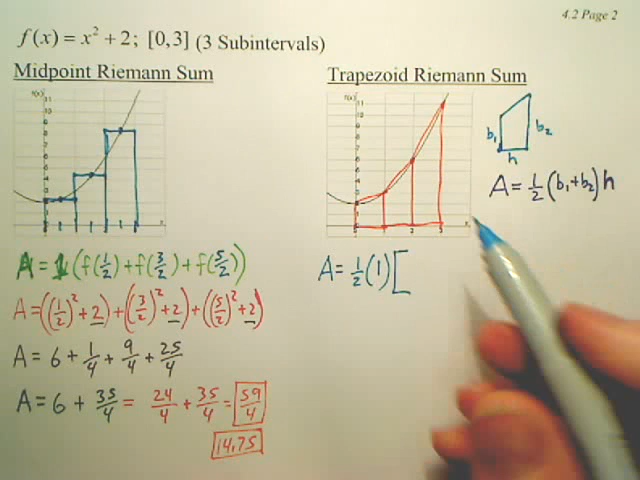 4.2 Page 2
f(x) = x² + 2; [0,3] (3 Subintervals)
Midpoint Riemann Sum
f(x)
A = 1(f(1/2) + f(3/2) + f(5/2))
A = ((1/2)² + 2) + ((3/2)² + 2) + ((5/2)² + 2)
A = 6 + 1/4 + 9/4 + 25/4
A = 6 + 35/4 = 24/4 + 35/4 = 59/4
14.75
Trapezoid Riemann Sum
f(x)
b₁ b₂
h
A = 1/2 (b₁ + b₂) h
A = 1/2 (1) [